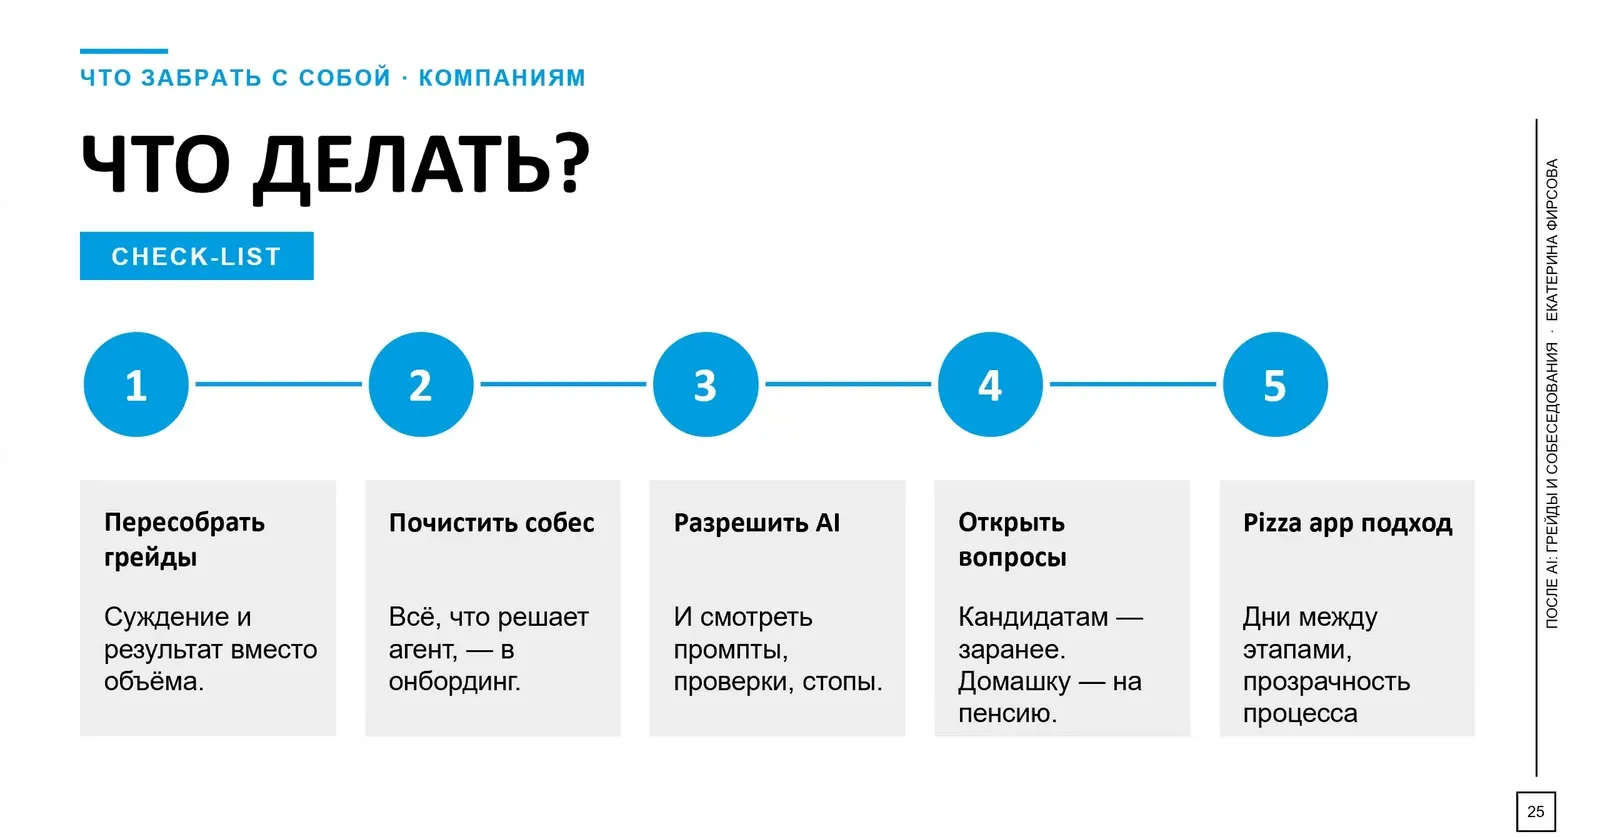 ЧТО ЗАБРАТЬ С СОБОЙ · КОМПАНИЯМ
ЧТО ДЕЛАТЬ?
CHECK-LIST
1
2
3
4
5
Пересобрать
грейды
Суждение и
результат вместо
объёма.
Почистить собес
Всё, что решает
агент, — в
онбординг.
Разрешить AI
И смотреть
промпты,
проверки, стопы.
Открыть
вопросы
Кандидатам —
заранее.
Домашку — на
пенсию.
Pizza app подход
Дни между
этапами,
прозрачность
процесса
ПОСЛЕ AI: ГРЕЙДЫ И СОБЕСЕДОВАНИЯ · ЕКАТЕРИНА ФИРСОВА
25